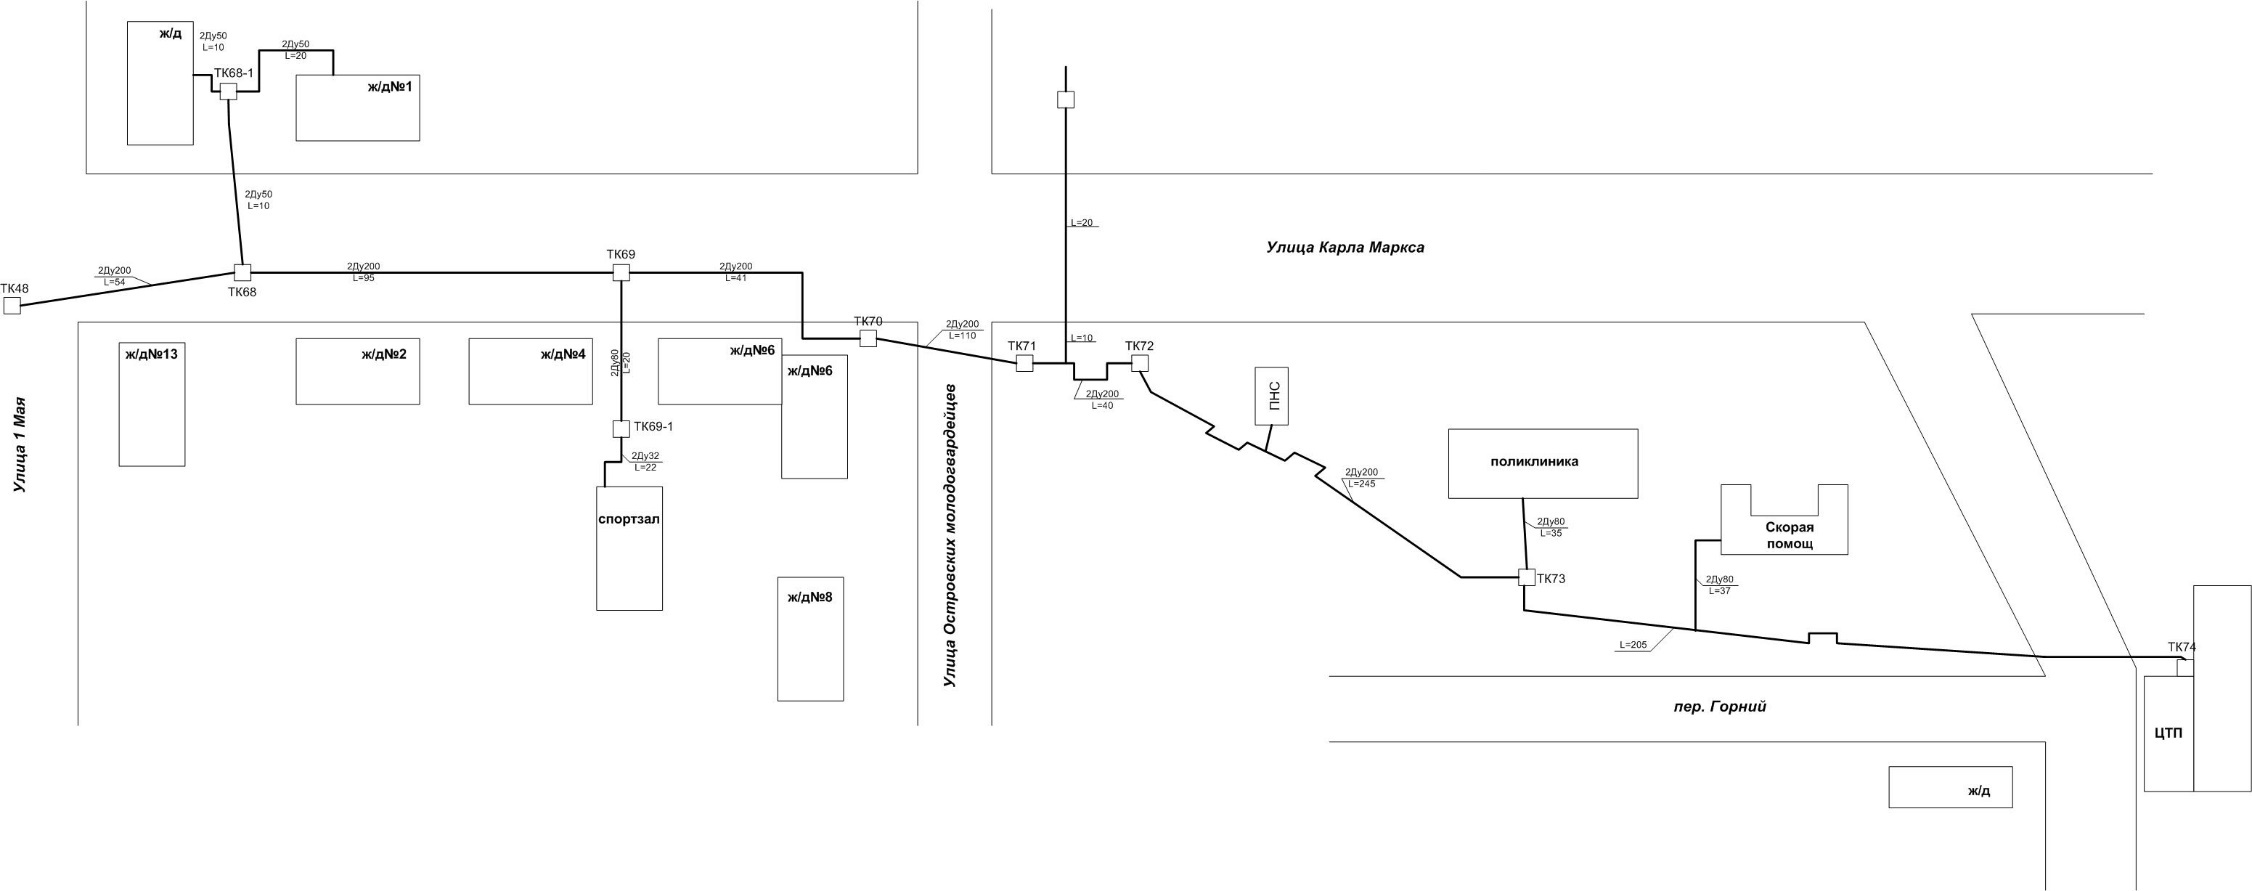 ж/д
2Ду50
L=10
2Ду50
L=20
ТК68-1
ж/д№1
2Ду50
L=10
L=20
Улица Карла Маркса
ТК48
2Ду200
L=54
ТК68
2Ду200
L=95
ТК69
2Ду200
L=41
ТК70
2Ду200
L=110
ТК71
L=10
ТК72
2Ду200
L=40
ж/д№13
ж/д№2
ж/д№4
2Ду80
L=20
ж/д№6
ж/д№6
ПНС
Улица 1 Мая
ТК69-1
2Ду32
L=22
спортзал
Улица Островских молодогвардейцев
2Ду200
L=245
поликлиника
2Ду80
L=35
Скорая
помощ
ТК73
2Ду80
L=37
ж/д№8
L=205
ТК74
пер. Горний
ЦТП
ж/д